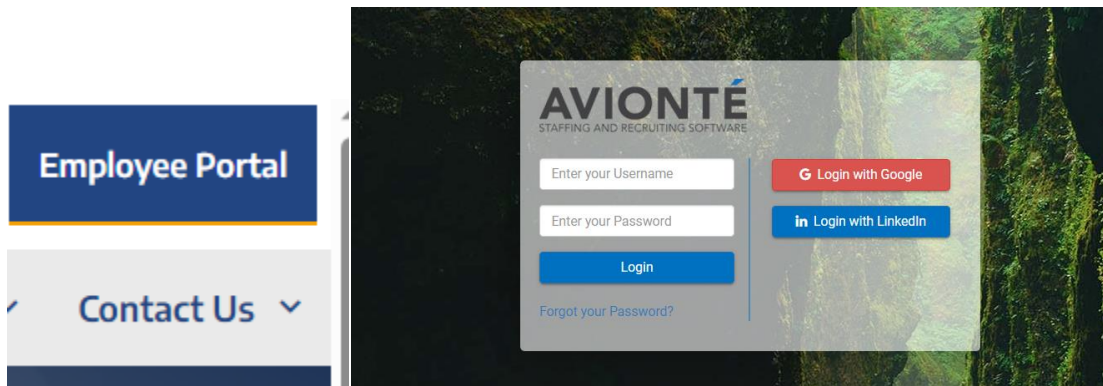 Employee Portal
Contact Us
AVIONTÉ
STAFFING AND RECRUITING SOFTWARE
Enter your Username
Enter your Password
Login
Forgot your Password?
G Login with Google
in Login with LinkedIn